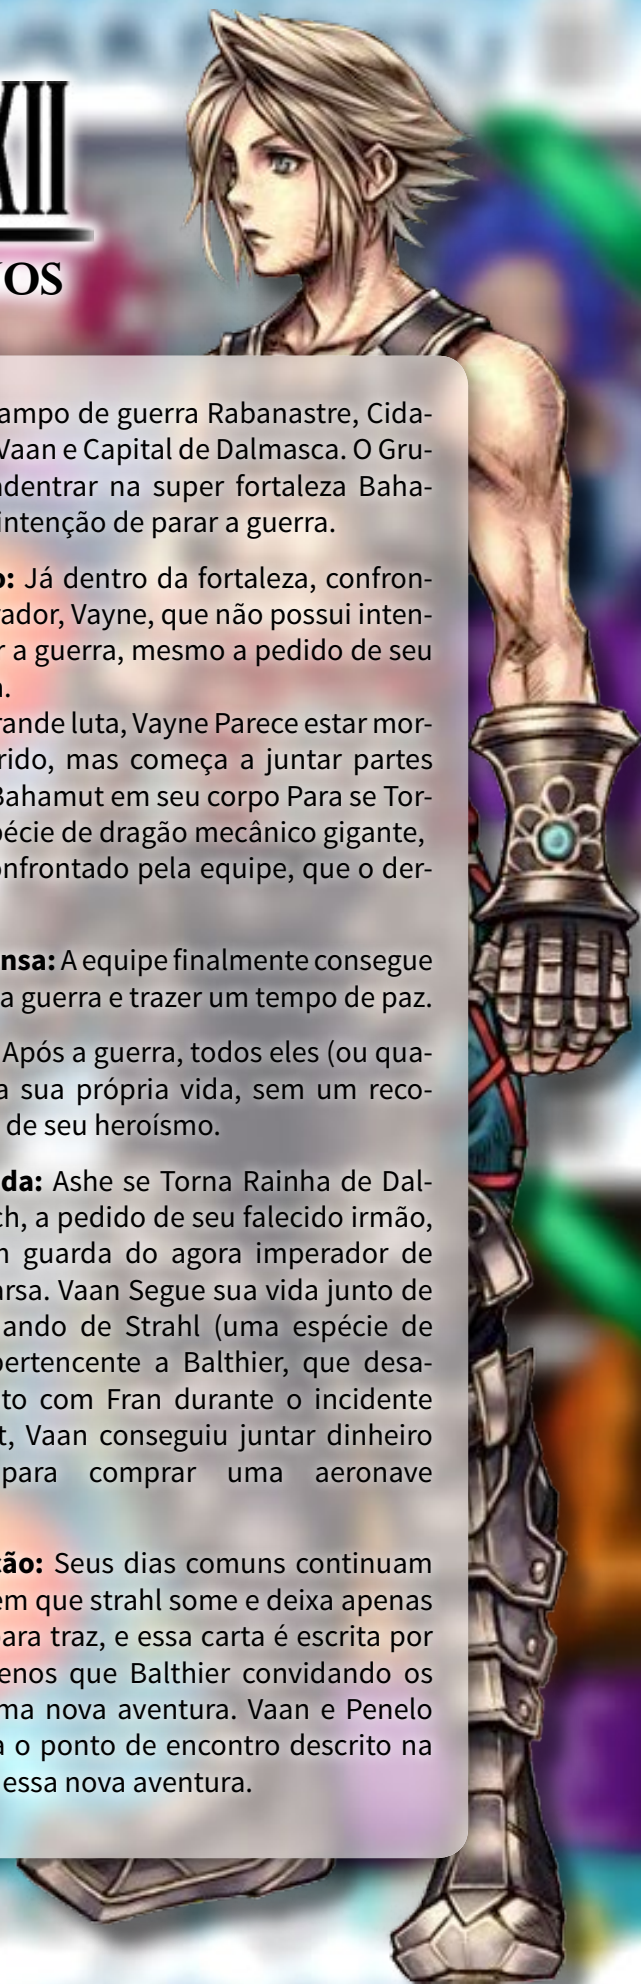 XII
VOS
ampo de guerra Rabanastre, Cida-
Vaan e Capital de Dalmasca. O Gru-
dentrar na super fortaleza Baha-
intenção de parar a guerra.
o: Já dentro da fortaleza, confron-
rador, Vayne, que não possui inten-
r a guerra, mesmo a pedido de seu
a.
rande luta, Vayne Parece estar mor-
rido, mas começa a juntar partes
Bahamut em seu corpo Para se Tor-
pécie de dragão mecânico gigante,
nfrontado pela equipe, que o der-
nsa: A equipe finalmente consegue
a guerra e trazer um tempo de paz.
Após a guerra, todos eles (ou qua-
a sua própria vida, sem um reco-
de seu heroísmo.
da: Ashe se Torna Rainha de Dal-
ch, a pedido de seu falecido irmão,
m guarda do agora imperador de
arsa. Vaan Segue sua vida junto de
ando de Strahl (uma espécie de
pertencente a Balthier, que desa-
to com Fran durante o incidente
t, Vaan conseguiu juntar dinheiro
para comprar uma aeronave
ção: Seus dias comuns continuam
em que strahl some e deixa apenas
para traz, e essa carta é escrita por
enos que Balthier convidando os
ma nova aventura. Vaan e Penelo
a o ponto de encontro descrito na
essa nova aventura.